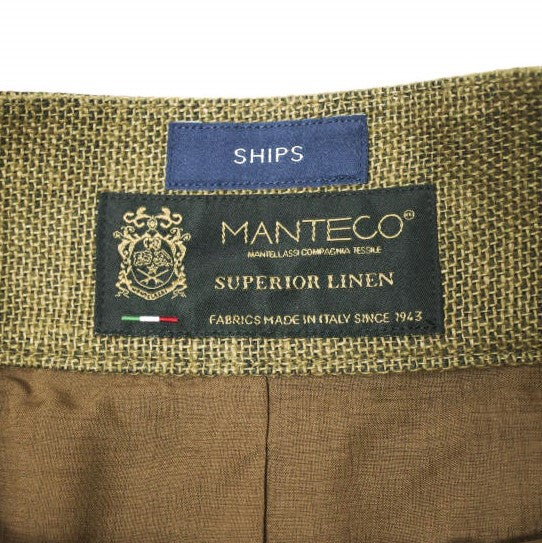 SHIPS
MANTECO
MANTELLASSI COMPAGNIA TESSILE
SUPERIOR LINEN
FABRICS MADE IN ITALY SINCE 1943